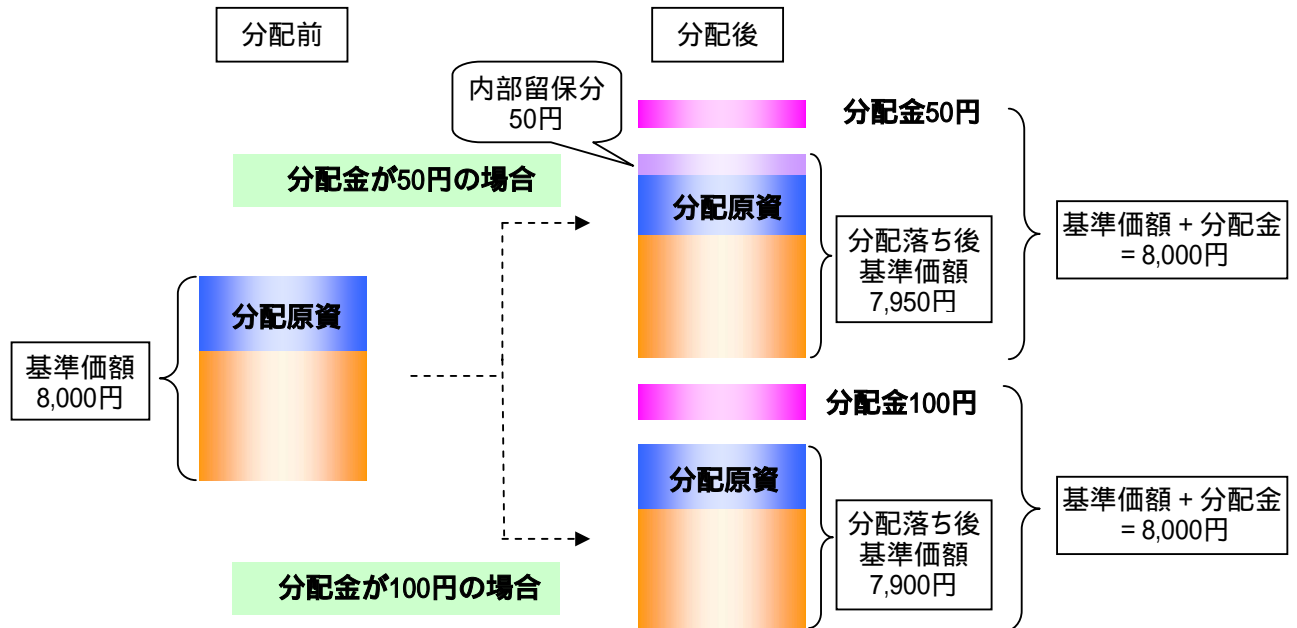 分配前
分配後
内部留保分
50円
分配金50円
分配金が50円の場合
分配原資
分配落ち後
基準価額
7,950円
基準価額 + 分配金
= 8,000円
分配原資
基準価額
8,000円
分配金100円
分配原資
分配落ち後
基準価額
7,900円
基準価額 + 分配金
= 8,000円
分配金が100円の場合